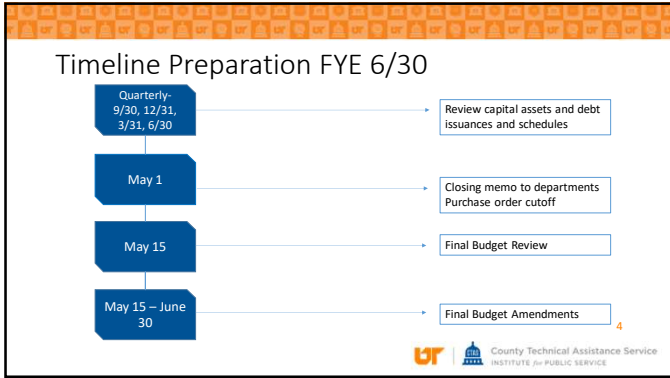 Timeline Preparation FYE 6/30
Quarterly-
9/30, 12/31,
3/31, 6/30
Review capital assets and debt
issuances and schedules
May 1
Closing memo to departments
Purchase order cutoff
May 15
Final Budget Review
May 15 – June
30
Final Budget Amendments
4
UT
CTAS
County Technical Assistance Service
INSTITUTE for PUBLIC SERVICE